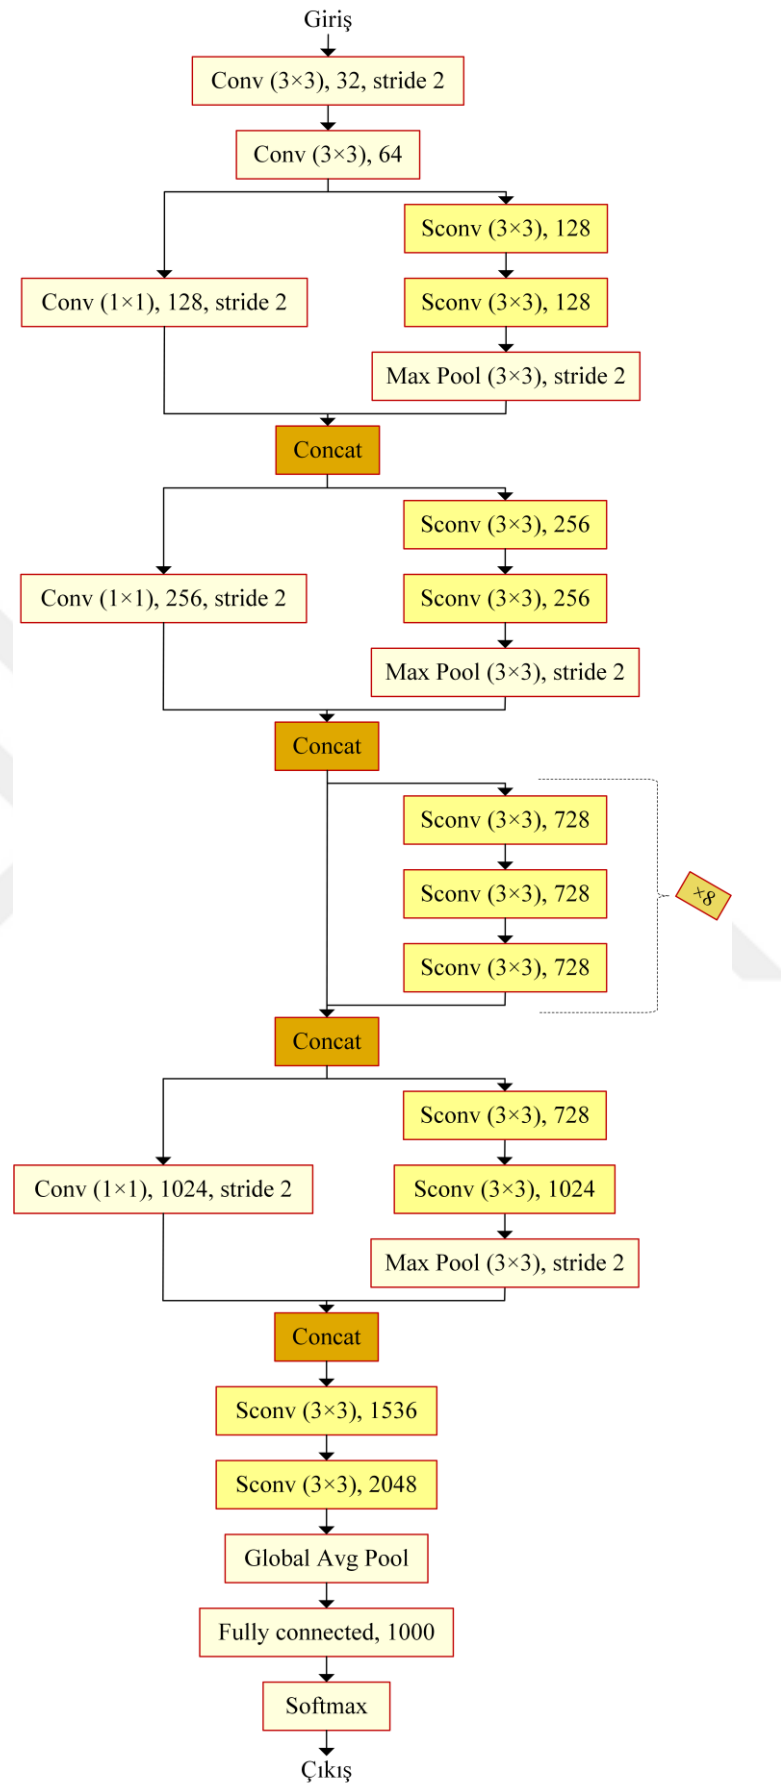 Giriş
Conv (3×3), 32, stride 2
Conv (3×3), 64
Sconv (3×3), 128
Conv (1×1), 128, stride 2
Sconv (3×3), 128
Max Pool (3×3), stride 2
Concat
Sconv (3×3), 256
Conv (1×1), 256, stride 2
Sconv (3×3), 256
Max Pool (3×3), stride 2
Concat
Sconv (3×3), 728
Sconv (3×3), 728
×8
Sconv (3×3), 728
Concat
Sconv (3×3), 728
Conv (1×1), 1024, stride 2
Sconv (3×3), 1024
Max Pool (3×3), stride 2
Concat
Sconv (3×3), 1536
Sconv (3×3), 2048
Global Avg Pool
Fully connected, 1000
Softmax
Çıkış